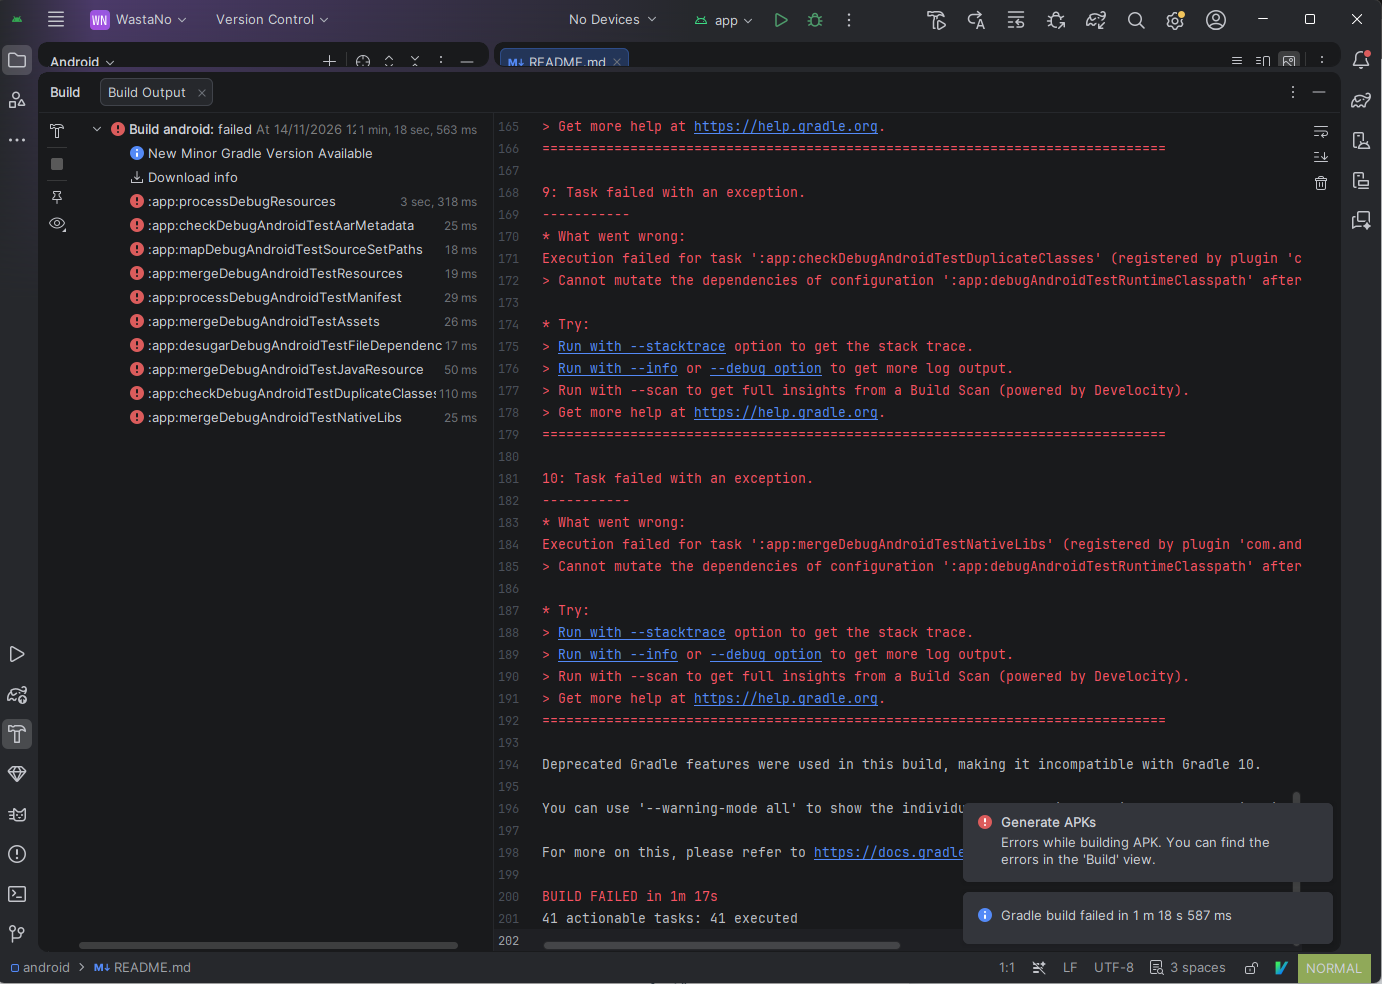 WN WastaNo
Version Control
No Devices
app
Android
M↓ README.md
Build
Build Output
Build android: failed At 14/11/2026 12 1 min, 18 sec, 563 ms
New Minor Gradle Version Available
Download info
:app:processDebugResources 3 sec, 318 ms
:app:checkDebugAndroidTestAarMetadata 25 ms
:app:mapDebugAndroidTestSourceSetPaths 18 ms
:app:mergeDebugAndroidTestResources 19 ms
:app:processDebugAndroidTestManifest 29 ms
:app:mergeDebugAndroidTestAssets 26 ms
:app:desugarDebugAndroidTestFileDependenc 17 ms
:app:mergeDebugAndroidTestJavaResource 50 ms
:app:checkDebugAndroidTestDuplicateClasses 110 ms
:app:mergeDebugAndroidTestNativeLibs 25 ms
165 > Get more help at https://help.gradle.org.
166 ==============================================================================
167
168 9: Task failed with an exception.
169 -----------
170 * What went wrong:
171 Execution failed for task ':app:checkDebugAndroidTestDuplicateClasses' (registered by plugin 'c
172 > Cannot mutate the dependencies of configuration ':app:debugAndroidTestRuntimeClasspath' after
173
174 * Try:
175 > Run with --stacktrace option to get the stack trace.
176 > Run with --info or --debug option to get more log output.
177 > Run with --scan to get full insights from a Build Scan (powered by Develocity).
178 > Get more help at https://help.gradle.org.
179 ==============================================================================
180
181 10: Task failed with an exception.
182 -----------
183 * What went wrong:
184 Execution failed for task ':app:mergeDebugAndroidTestNativeLibs' (registered by plugin 'com.and
185 > Cannot mutate the dependencies of configuration ':app:debugAndroidTestRuntimeClasspath' after
186
187 * Try:
188 > Run with --stacktrace option to get the stack trace.
189 > Run with --info or --debug option to get more log output.
190 > Run with --scan to get full insights from a Build Scan (powered by Develocity).
191 > Get more help at https://help.gradle.org.
192 ==============================================================================
193
194 Deprecated Gradle features were used in this build, making it incompatible with Gradle 10.
195
196 You can use '--warning-mode all' to show the individu
197
198 For more on this, please refer to https://docs.gradle
199
200 BUILD FAILED in 1m 17s
201 41 actionable tasks: 41 executed
202
Generate APKs
Errors while building APK. You can find the
errors in the 'Build' view.
Gradle build failed in 1 m 18 s 587 ms
android > M↓ README.md
1:1
LF
UTF-8
3 spaces
NORMAL